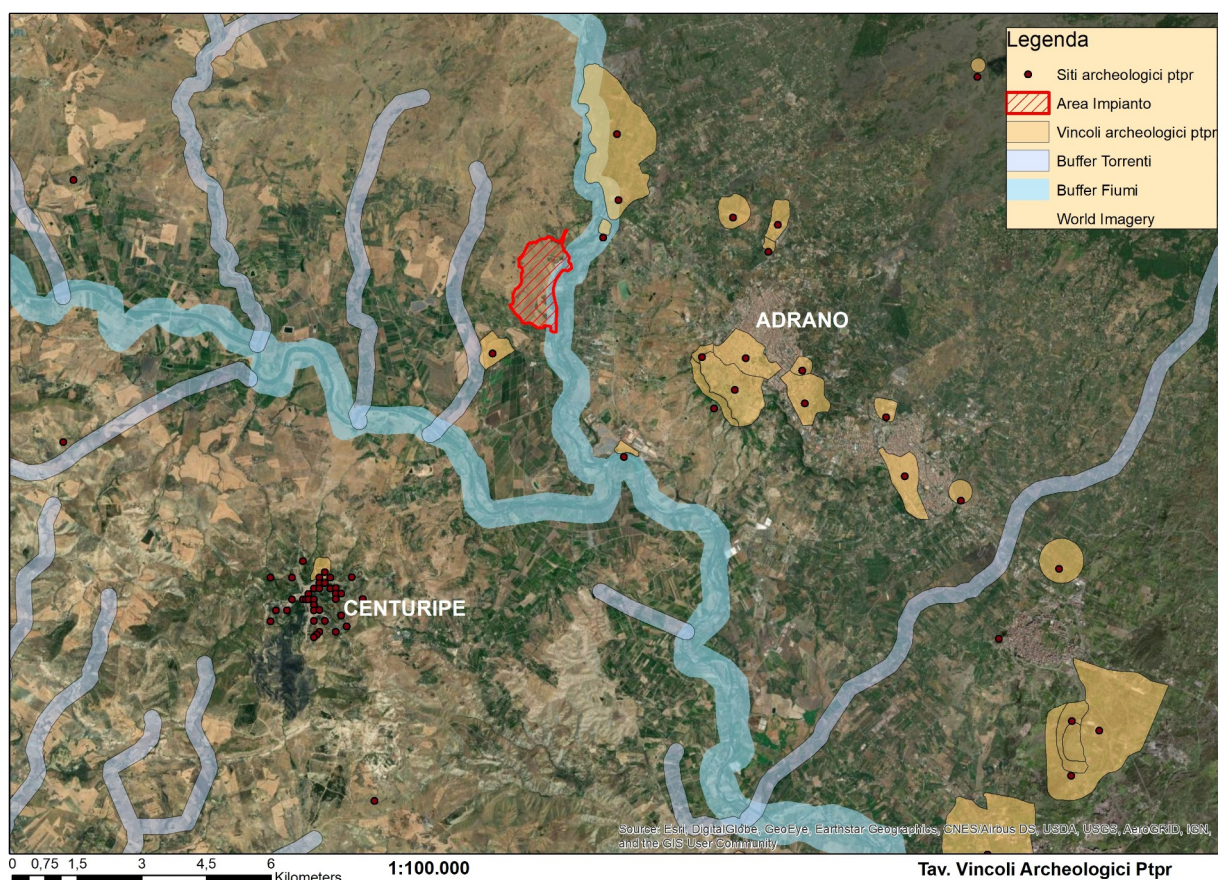 Legenda
Siti archeologici ptpr
Area Impianto
Vincoli archeologici ptpr
Buffer Torrenti
Buffer Fiumi
World Imagery
ADRANO
CENTURIPE
Source: Esri, DigitalGlobe, GeoEye, Earthstar Geographics, CNES/Airbus DS, USDA, USGS, AeroGRID, IGN,
and the GIS User Community
0 0,75 1,5 3 4,5 6
Kilometers
1:100.000
Tav. Vincoli Archeologici Ptpr